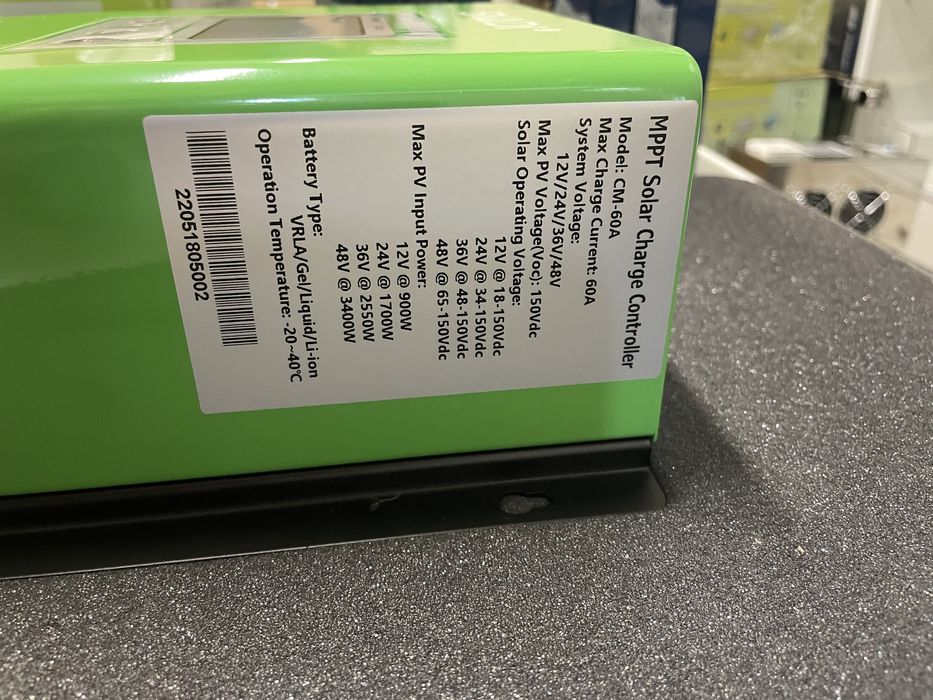 MPPT Solar Charge Controller
Model: CM-60A
Max Charge Current: 60A
System Voltage:
12V/24V/36V/48V
Max PV Voltage(Voc): 150Vdc
Solar Operating Voltage:
12V @ 18-150Vdc
24V @ 34-150Vdc
36V @ 48-150Vdc
48V @ 65-150Vdc
Max PV Input Power:
12V @ 900W
24V @ 1700W
36V @ 2550W
48V @ 3400W
Battery Type:
VRLA/Gel/Liquid/Li-ion
Operation Temperature: -20~40℃
22051805002